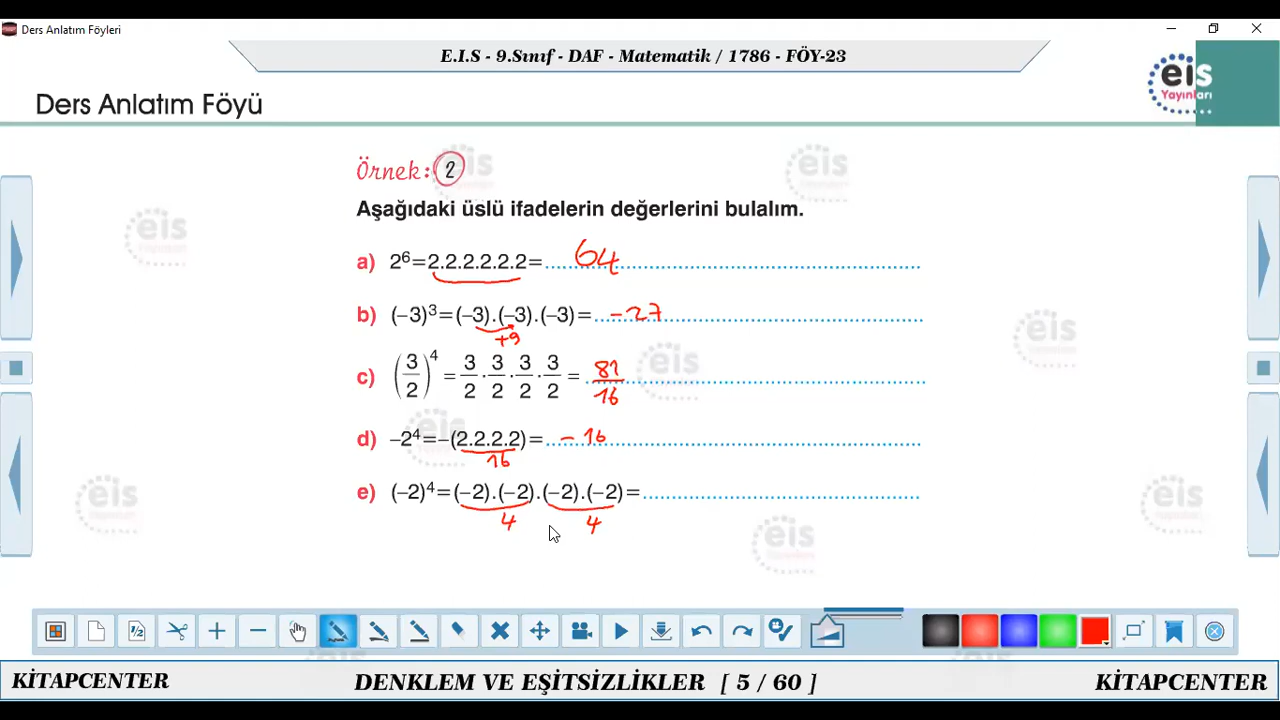 Ders Anlatım Föyleri
E.I.S - 9.Sınıf - DAF - Matematik / 1786 - FÖY-23
eis
Yayınları
Ders Anlatım Föyü
Örnek: 2
Aşağıdaki üslü ifadelerin değerlerini bulalım.
a) 2⁶=2.2.2.2.2.2= 64
b) (–3)³=(–3).(–3).(–3)= -27
+9
c) (3/2)⁴ = 3/2 · 3/2 · 3/2 · 3/2 = 81/16
d) –2⁴=–(2.2.2.2)= -16
16
e) (–2)⁴=(–2).(–2).(–2).(–2)=
4 4
KİTAPCENTER
DENKLEM VE EŞİTSİZLİKLER [ 5 / 60 ]
KİTAPCENTER